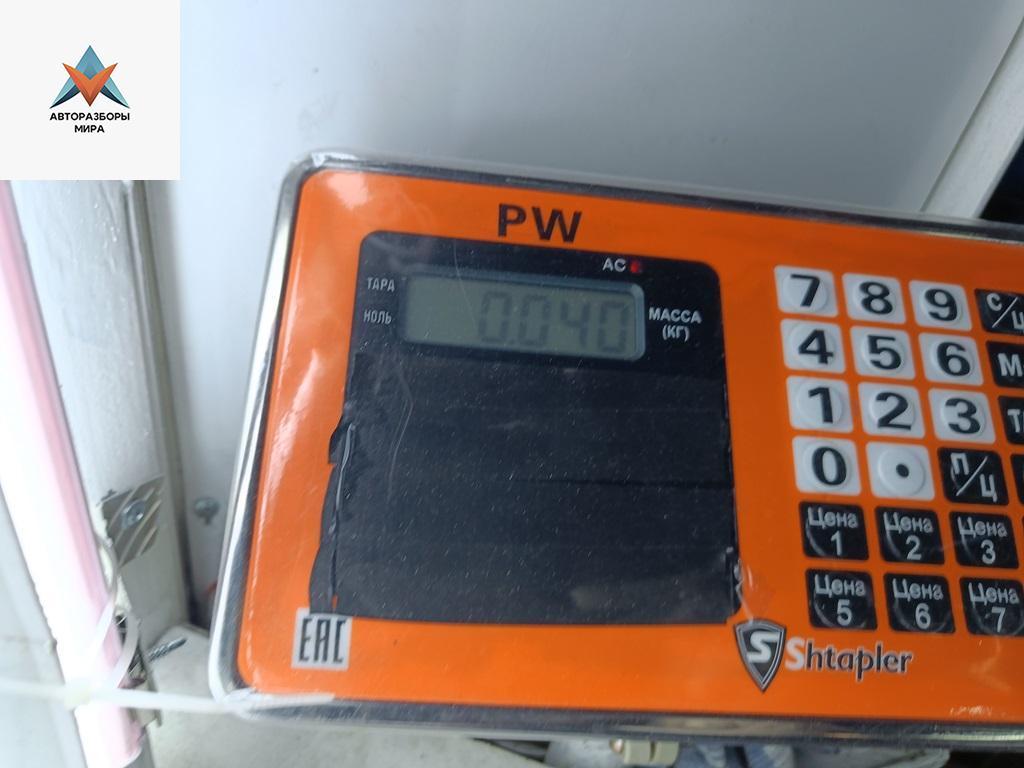 АВТОРАЗБОРЫ
МИРА
PW
AC
ТАРА
НОЛЬ
0.040
МАССА
(КГ)
7 8 9 С/Ц
4 5 6 М
1 2 3
0 . П/Ц
Цена 1 Цена 2 Цена 3
Цена 5 Цена 6 Цена 7
EAC
S Shtapler